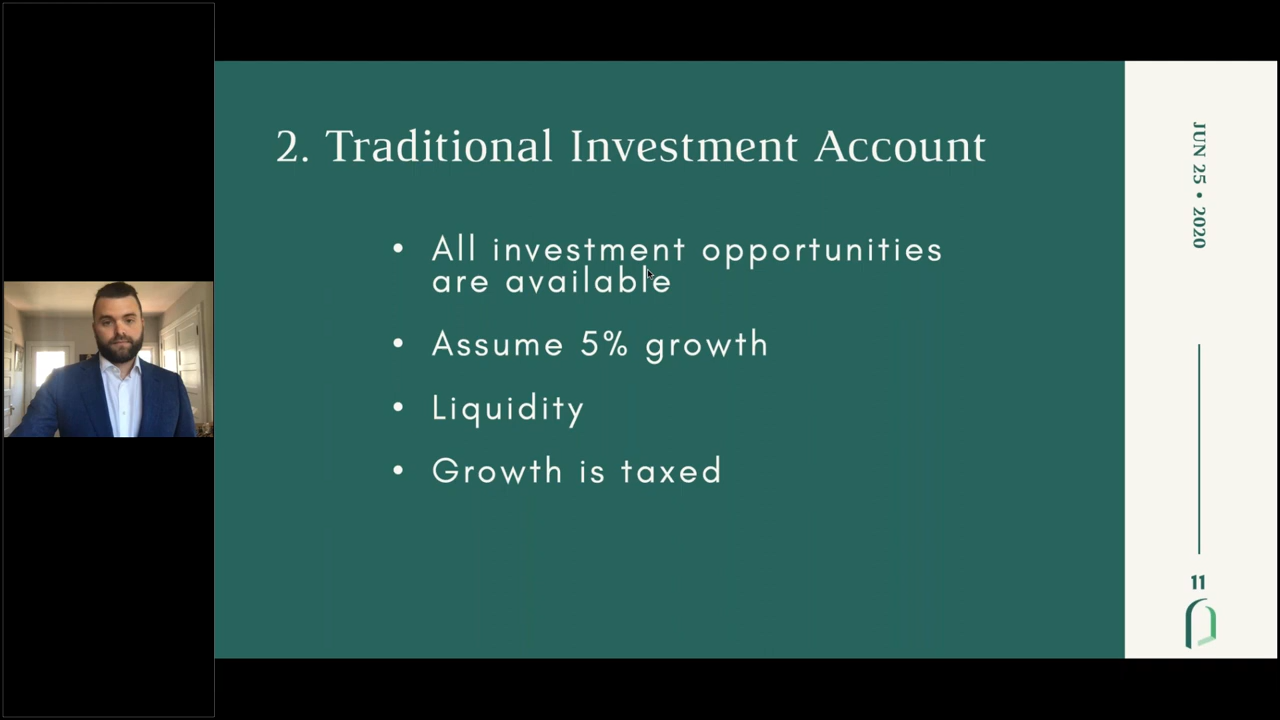 2. Traditional Investment Account
• All investment opportunities
are available
• Assume 5% growth
• Liquidity
• Growth is taxed
JUN 25 • 2020
11